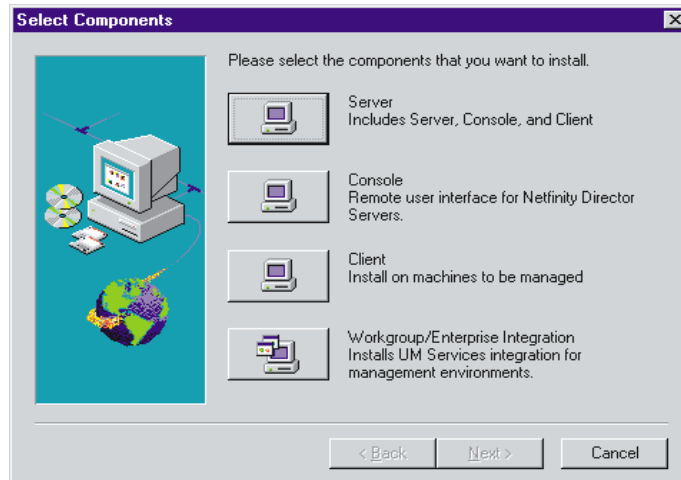 Select Components
Please select the components that you want to install.
Server
Includes Server, Console, and Client
Console
Remote user interface for Netfinity Director
Servers.
Client
Install on machines to be managed
Workgroup/Enterprise Integration
Installs UM Services integration for
management environments.
< Back
Next >
Cancel